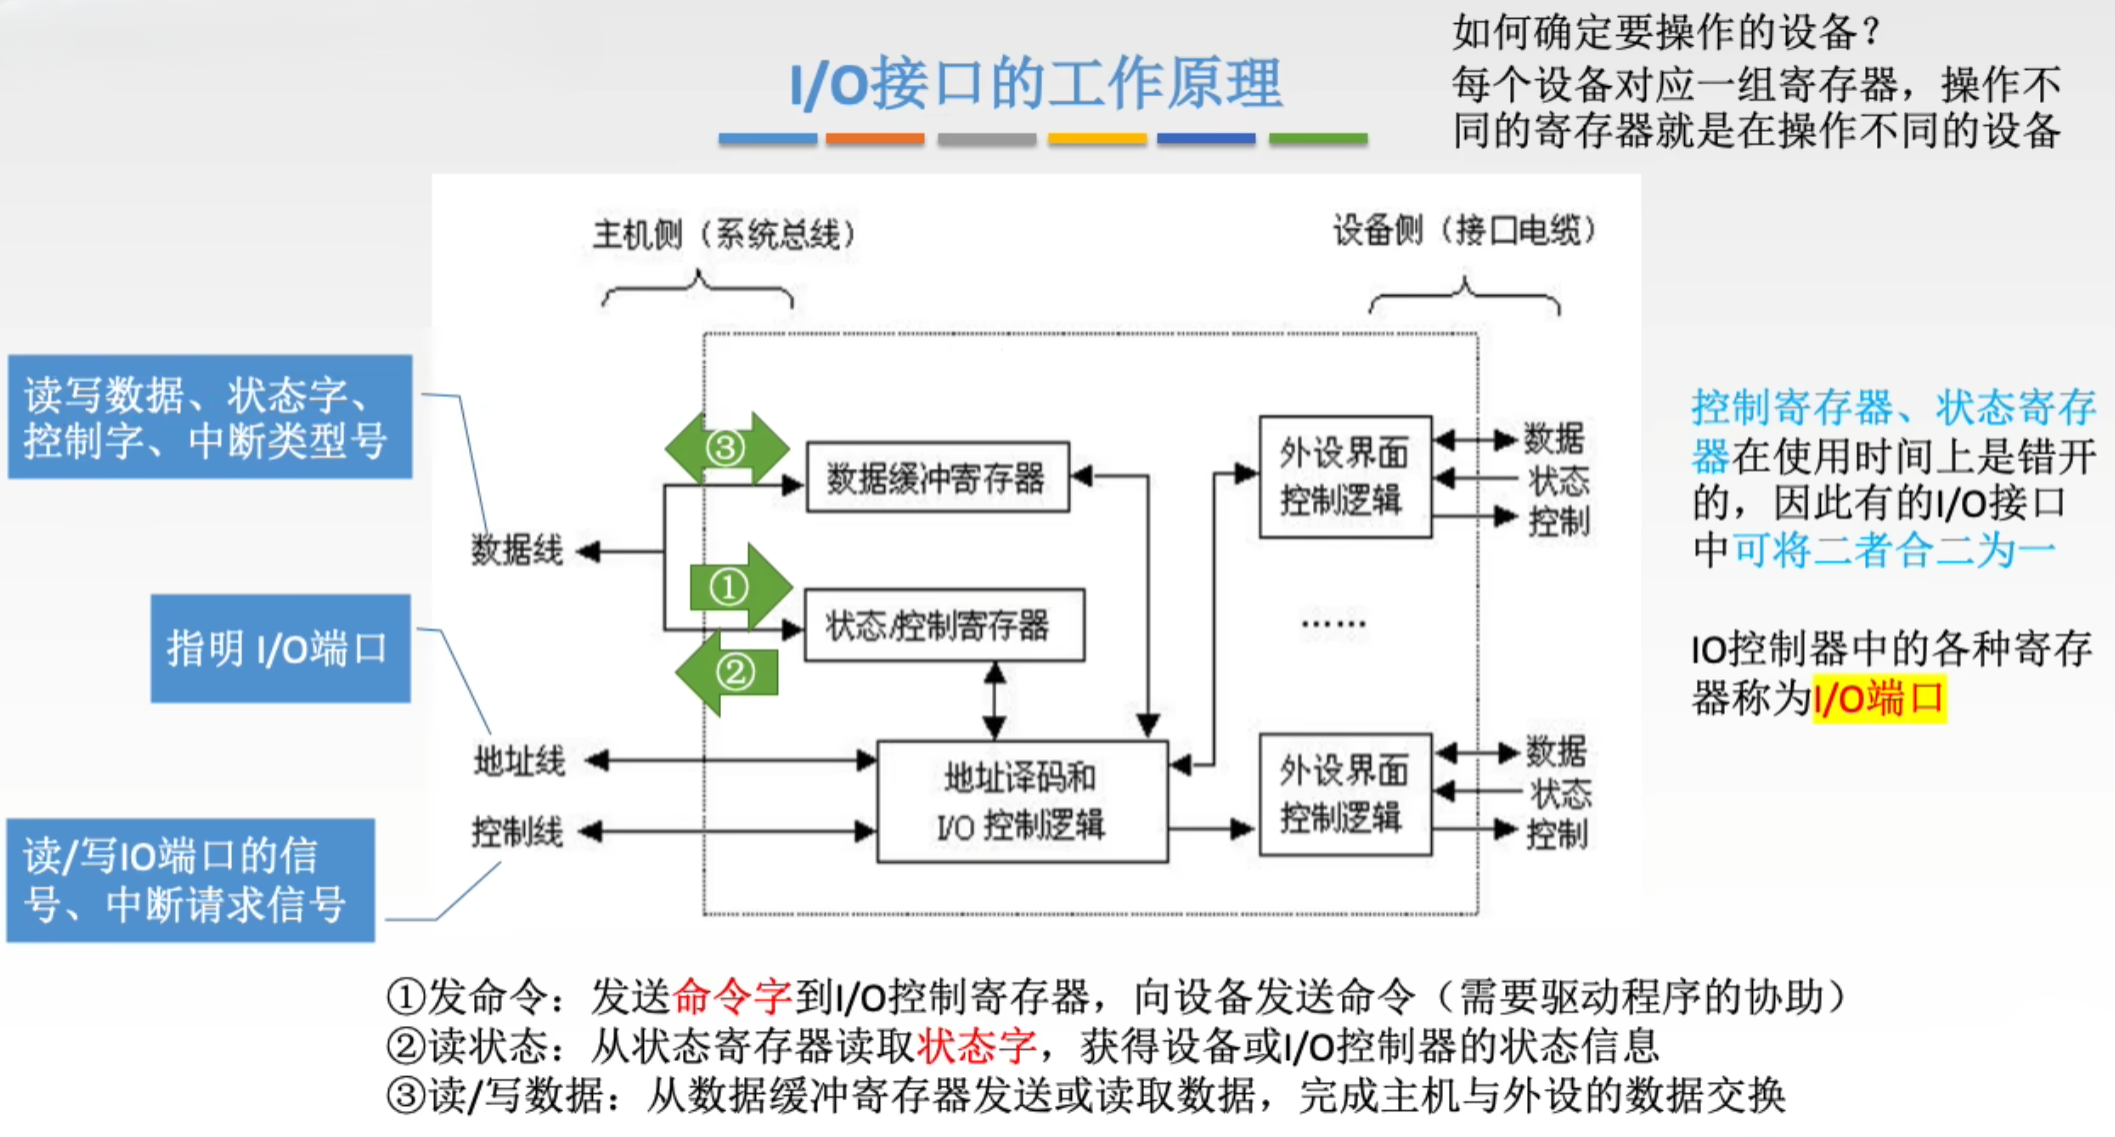 I/O接口的工作原理
如何确定要操作的设备？
每个设备对应一组寄存器，操作不
同的寄存器就是在操作不同的设备
主机侧（系统总线）
设备侧（接口电缆）
读写数据、状态字、
控制字、中断类型号
指明 I/O端口
读/写IO端口的信
号、中断请求信号
数据线
地址线
控制线
③
①
②
数据缓冲寄存器
状态/控制寄存器
地址译码和
I/O 控制逻辑
外设界面
控制逻辑
数据
状态
控制
……
外设界面
控制逻辑
数据
状态
控制
控制寄存器、状态寄存
器在使用时间上是错开
的，因此有的I/O接口
中可将二者合二为一
IO控制器中的各种寄存
器称为I/O端口
①发命令：发送命令字到I/O控制寄存器，向设备发送命令（需要驱动程序的协助）
②读状态：从状态寄存器读取状态字，获得设备或I/O控制器的状态信息
③读/写数据：从数据缓冲寄存器发送或读取数据，完成主机与外设的数据交换